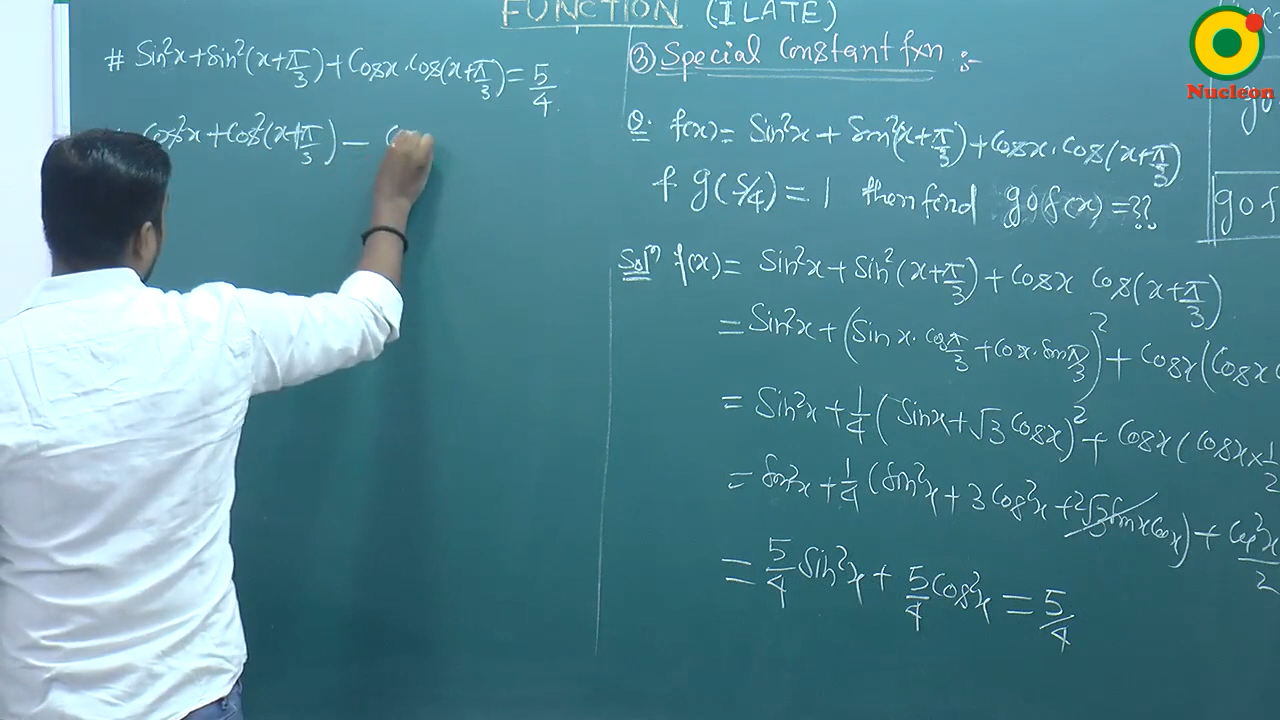 FUNCTION (ILATE)
# Sin²x + Sin²(x+π/3) + Cosx . Cos(x+π/3) = 5/4
Cos²x + Cos²(x+π/3) — C
③ Special Constant fxn :-
Q. f(x) = Sin²x + Sin²(x+π/3) + Cosx . Cos(x+π/3)
f g(5/4) = 1 then find gof(x) = ??
Solⁿ f(x) = Sin²x + Sin²(x+π/3) + Cosx Cos(x+π/3)
= Sin²x + (Sin x . Cosπ/3 + Cosx . Sinπ/3)² + Cosx (Cosx
= Sin²x + 1/4 (Sinx + √3 Cosx)² + Cosx (Cosx × 1/2
= Sin²x + 1/4 (Sin²x + 3 Cos²x + 2√3 Sinx Cosx) + Cos²x/2
= 5/4 Sin²x + 5/4 Cos²x = 5/4
gof
Nucleon